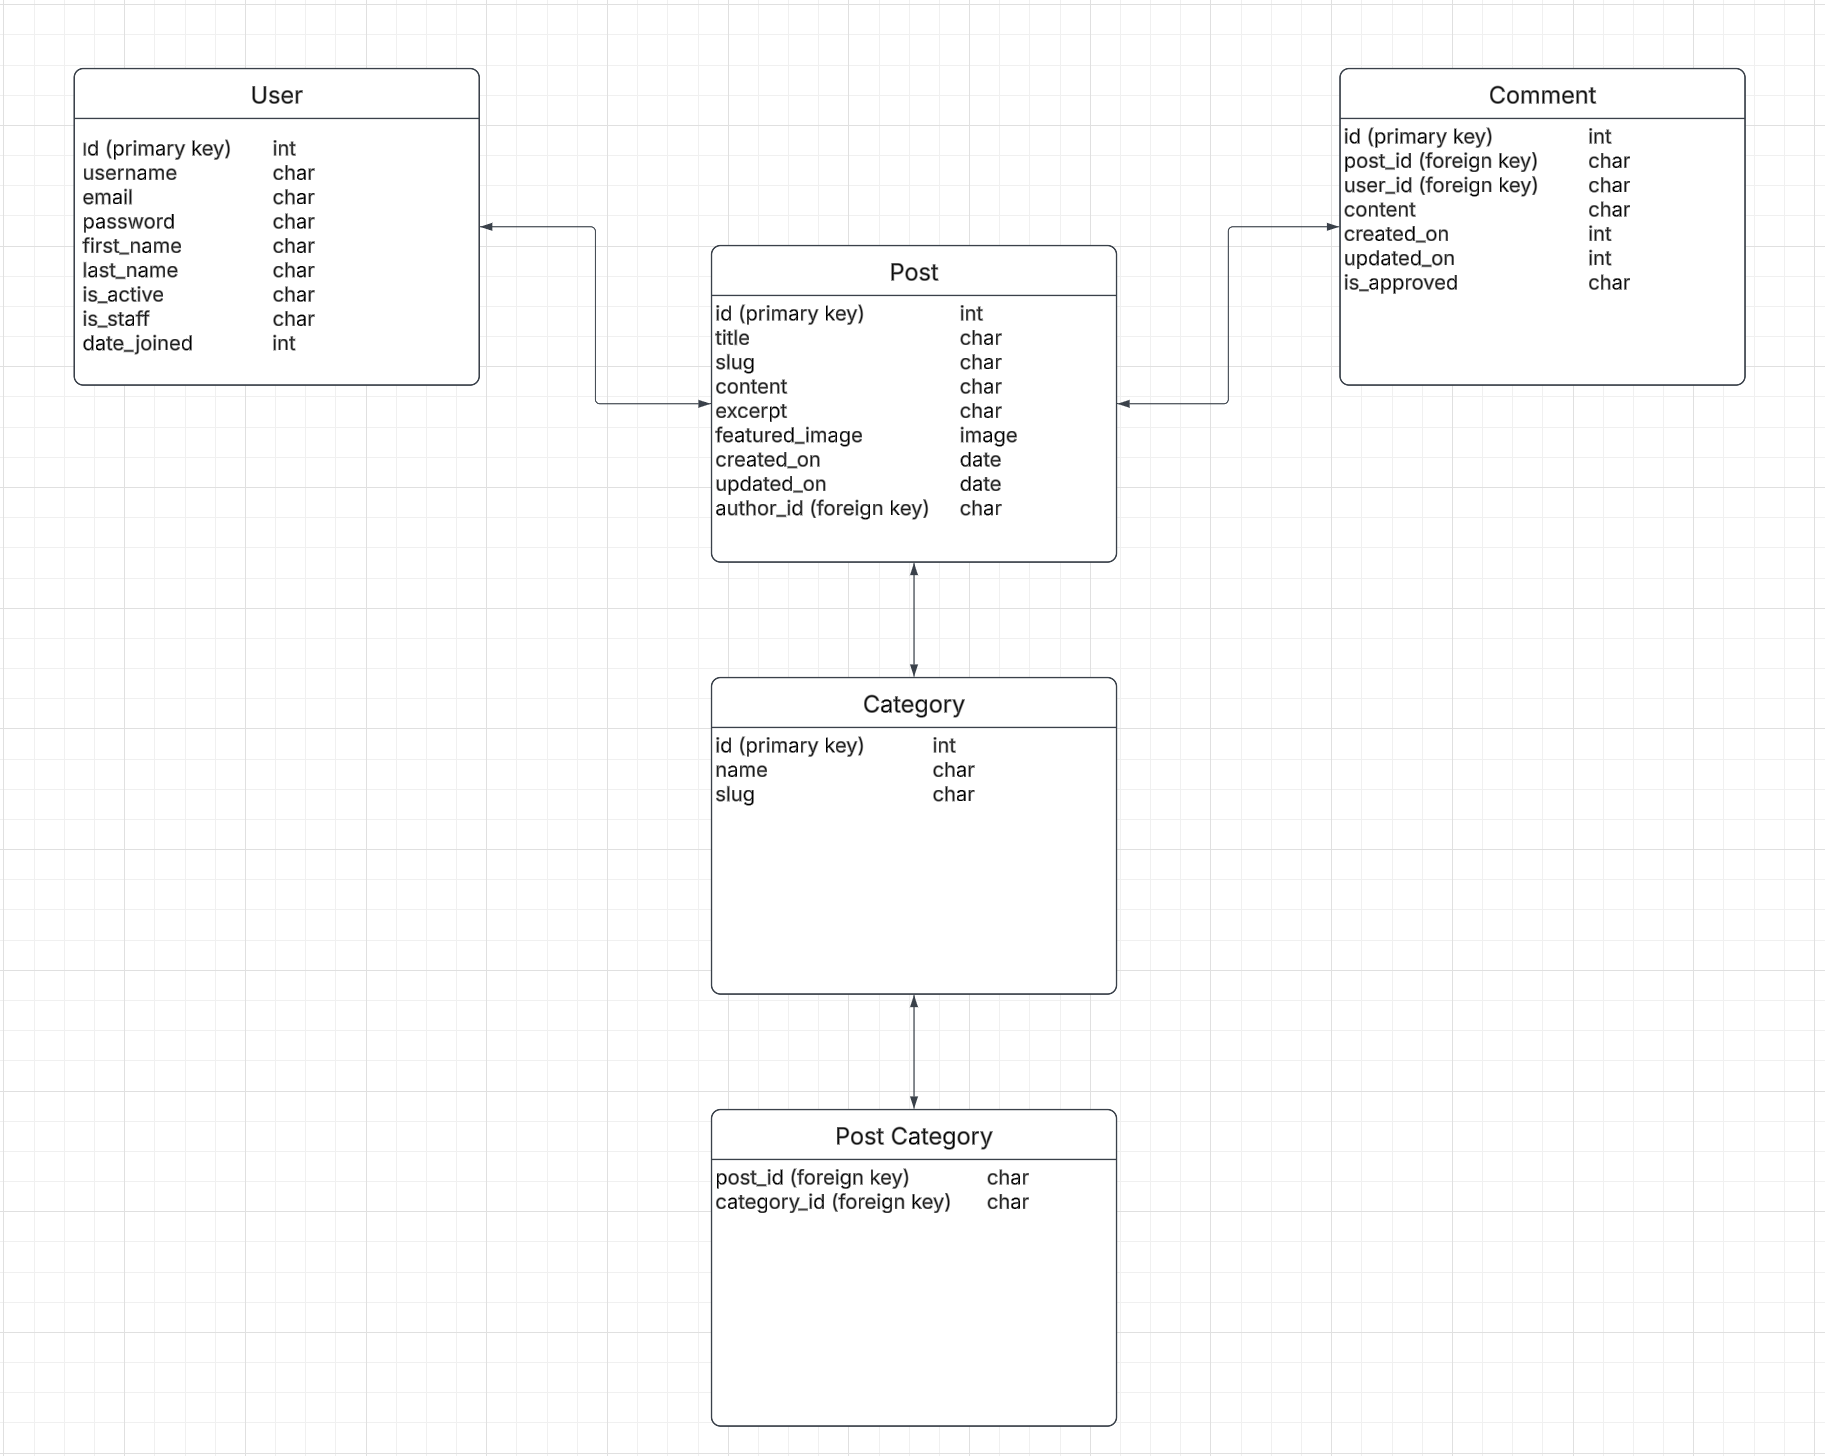 User
id (primary key) int
username char
email char
password char
first_name char
last_name char
is_active char
is_staff char
date_joined int
Comment
id (primary key) int
post_id (foreign key) char
user_id (foreign key) char
content char
created_on int
updated_on int
is_approved char
Post
id (primary key) int
title char
slug char
content char
excerpt char
featured_image image
created_on date
updated_on date
author_id (foreign key) char
Category
id (primary key) int
name char
slug char
Post Category
post_id (foreign key) char
category_id (foreign key) char